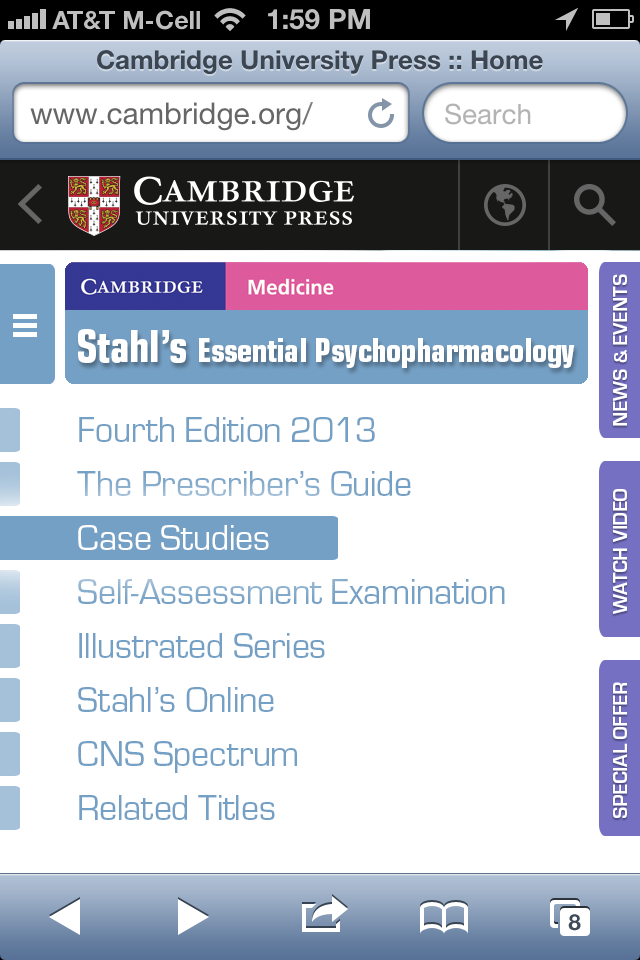 AT&T M-Cell 1:59 PM
Cambridge University Press :: Home
www.cambridge.org/ Search
CAMBRIDGE
UNIVERSITY PRESS
CAMBRIDGE Medicine
Stahl's Essential Psychopharmacology
Fourth Edition 2013
The Prescriber's Guide
Case Studies
Self-Assessment Examination
Illustrated Series
Stahl's Online
CNS Spectrum
Related Titles
NEWS & EVENTS
WATCH VIDEO
SPECIAL OFFER
8